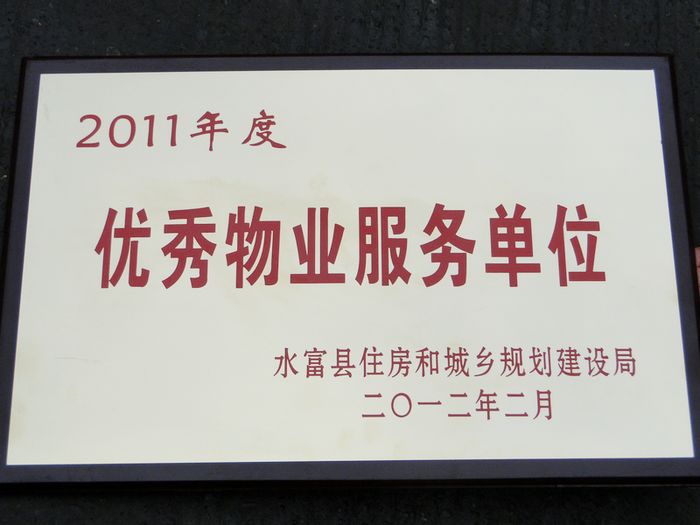 2011年度
优秀物业服务单位
水富县住房和城乡规划建设局
二〇一二年二月